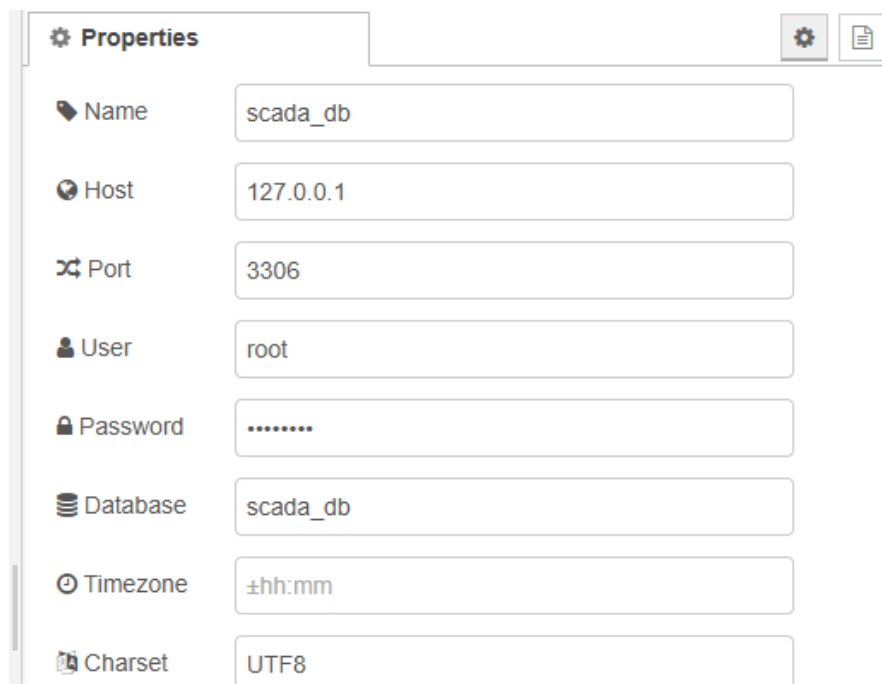 Properties
Name scada_db
Host 127.0.0.1
Port 3306
User root
Password ••••••••
Database scada_db
Timezone ±hh:mm
Charset UTF8